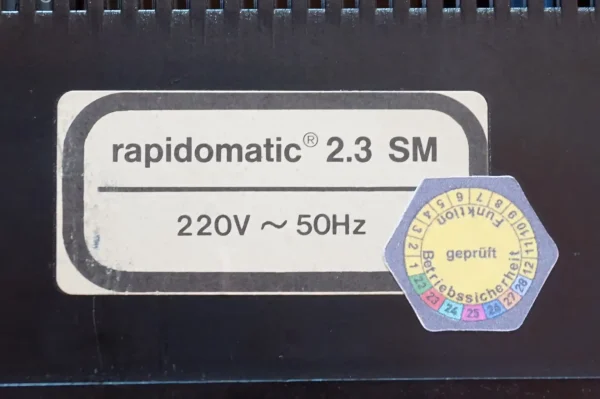 rapidomatic® 2.3 SM
220V ~ 50Hz
Funktion
geprüft
Betriebssicherheit
1 2 3 4 5 6 7 8 9 10 11 12
22 23 24 25 26 27 28